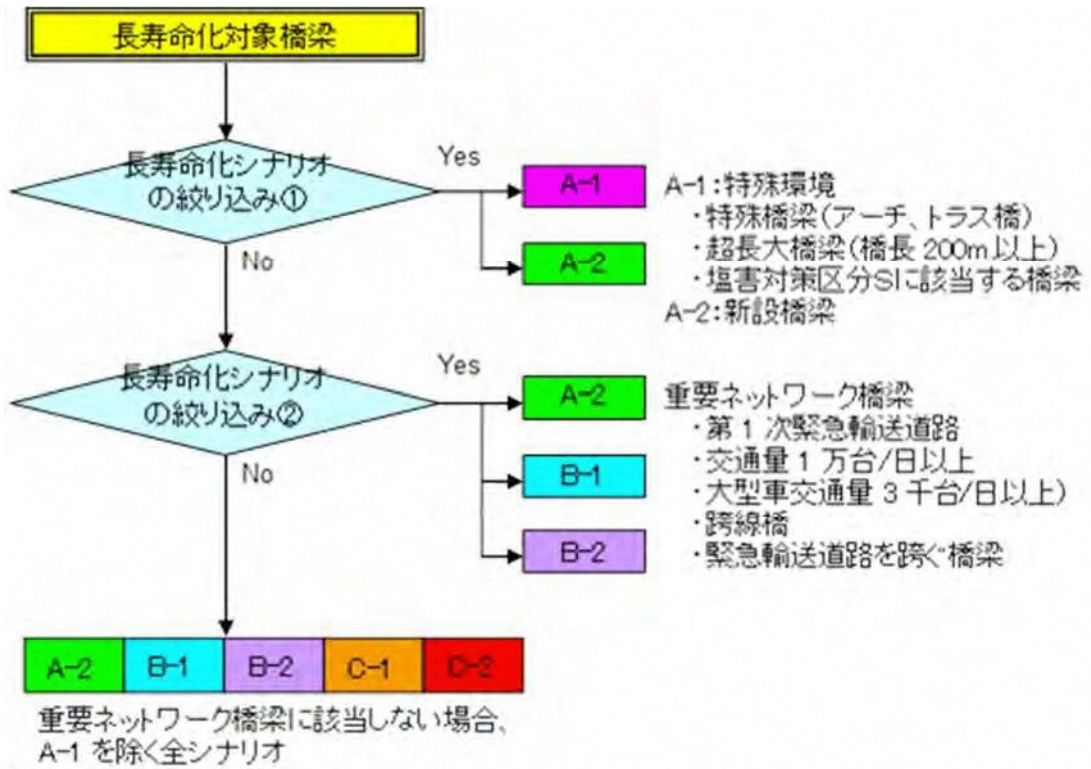 長寿命化対象橋梁
長寿命化シナリオ
の絞り込み①
Yes
No
A-1
A-2
A-1:特殊環境
・特殊橋梁(アーチ、トラス橋)
・超長大橋梁(橋長 200m 以上)
・塩害対策区分SIに該当する橋梁
A-2:新設橋梁
長寿命化シナリオ
の絞り込み②
Yes
No
A-2
B-1
B-2
重要ネットワーク橋梁
・第 1 次緊急輸送道路
・交通量 1 万台/日以上
・大型車交通量 3 千台/日以上)
・跨線橋
・緊急輸送道路を跨ぐ橋梁
A-2 B-1 B-2 C-1 C-2
重要ネットワーク橋梁に該当しない場合、
A-1 を除く全シナリオ